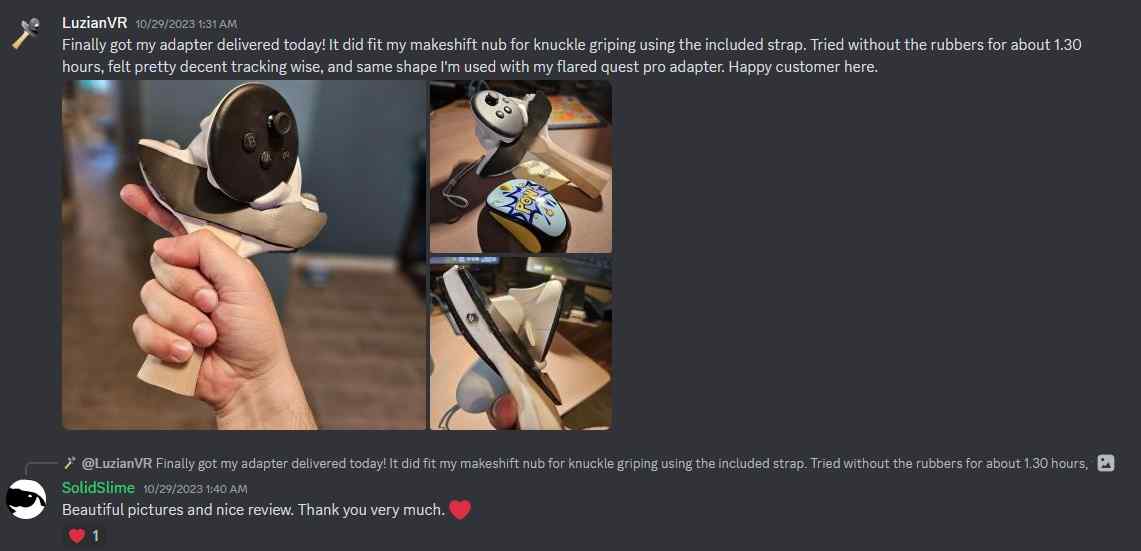 LuzianVR 10/29/2023 1:31 AM
Finally got my adapter delivered today! It did fit my makeshift nub for knuckle griping using the included strap. Tried without the rubbers for about 1.30
hours, felt pretty decent tracking wise, and same shape I'm used with my flared quest pro adapter. Happy customer here.
POW!
@LuzianVR Finally got my adapter delivered today! It did fit my makeshift nub for knuckle griping using the included strap. Tried without the rubbers for about 1.30 hours,
SolidSlime 10/29/2023 1:40 AM
Beautiful pictures and nice review. Thank you very much. ❤️
❤️ 1